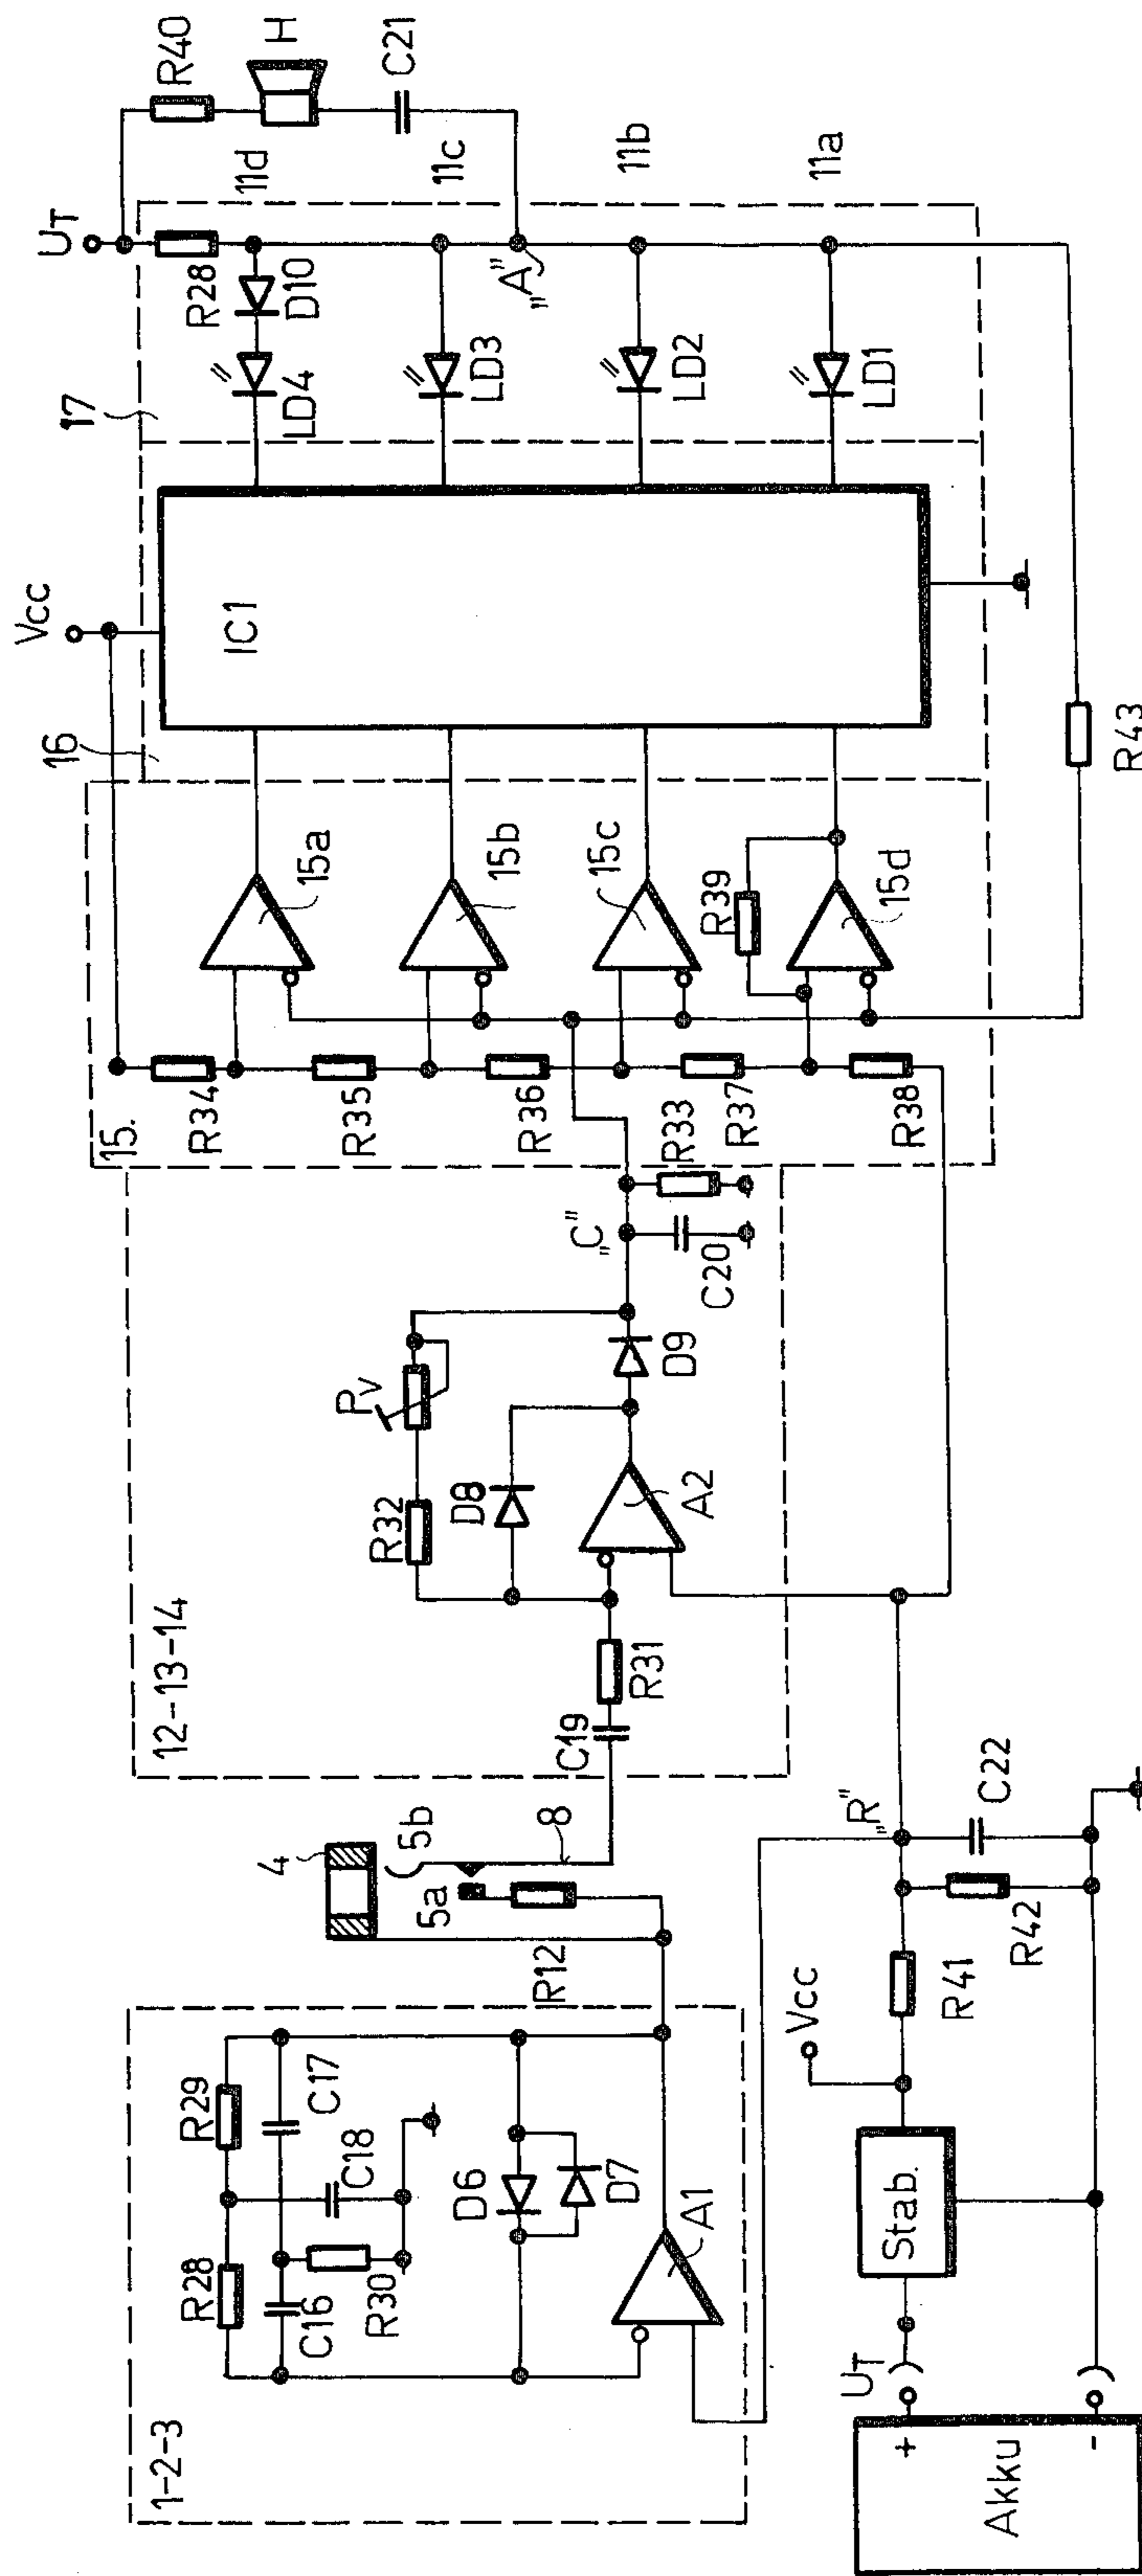 1-2-3
R28
R29
C16
C17
C18
R30
D6
D7
A1
R12
4
5a
5b
8
12-13-14
C19
R31
R32
PV
D8
A2
D9
„C"
C20
R33
15.
R34
R35
R36
R37
R38
15a
15b
15c
15d
R39
16
Vcc
IC1
17
UT
R28
D10
LD4
LD3
LD2
LD1
„A"
11d
11c
11b
11a
R40
H
C21
R43
Akku
+
-
UT
Stab.
Vcc
R41
R42
„R"
C22